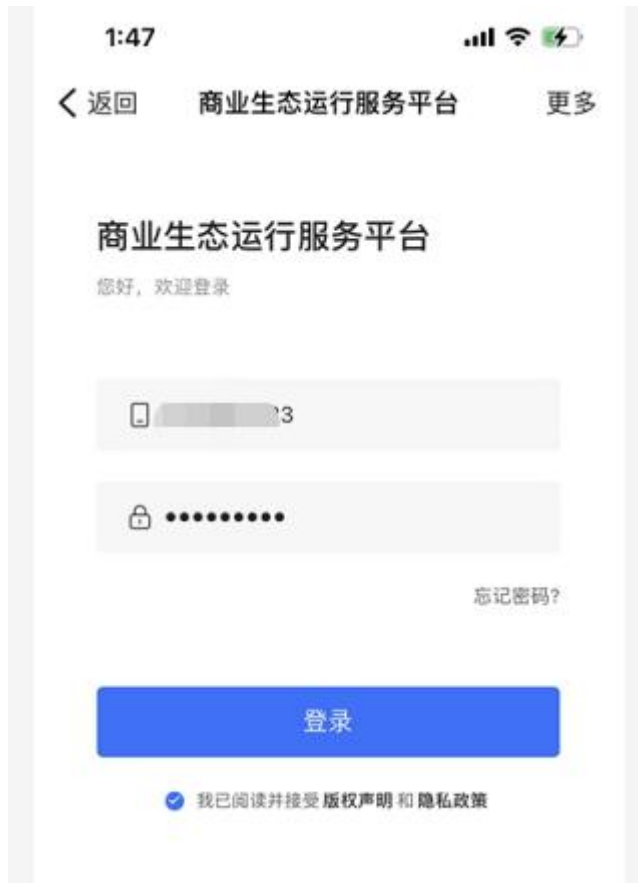 1:47
返回 商业生态运行服务平台 更多
商业生态运行服务平台
您好，欢迎登录
3
•••••••••
忘记密码?
登录
我已阅读并接受 版权声明 和 隐私政策